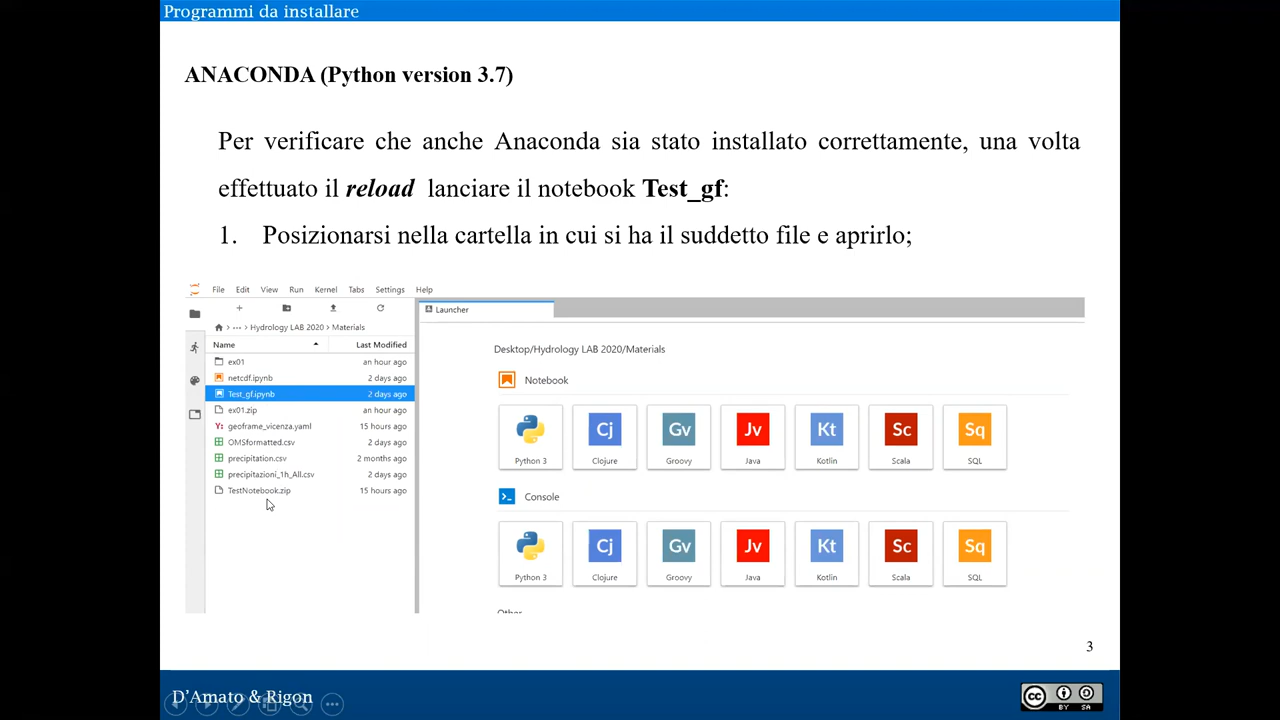 Programmi da installare
ANACONDA (Python version 3.7)
Per verificare che anche Anaconda sia stato installato correttamente, una volta
effettuato il reload lanciare il notebook Test_gf:
1. Posizionarsi nella cartella in cui si ha il suddetto file e aprirlo;
File Edit View Run Kernel Tabs Settings Help
Launcher
··· > Hydrology LAB 2020 > Materials
Name Last Modified
ex01 an hour ago
netcdf.ipynb 2 days ago
Test_gf.ipynb 2 days ago
ex01.zip an hour ago
geoframe_vicenza.yaml 15 hours ago
OMSformatted.csv 2 days ago
precipitation.csv 2 months ago
precipitazioni_1h_All.csv 2 days ago
TestNotebook.zip 15 hours ago
Desktop/Hydrology LAB 2020/Materials
Notebook
Cj Gv Jv Kt Sc Sq
Python 3 Clojure Groovy Java Kotlin Scala SQL
Console
Cj Gv Jv Kt Sc Sq
Python 3 Clojure Groovy Java Kotlin Scala SQL
Other
3
D'Amato & Rigon
cc BY SA